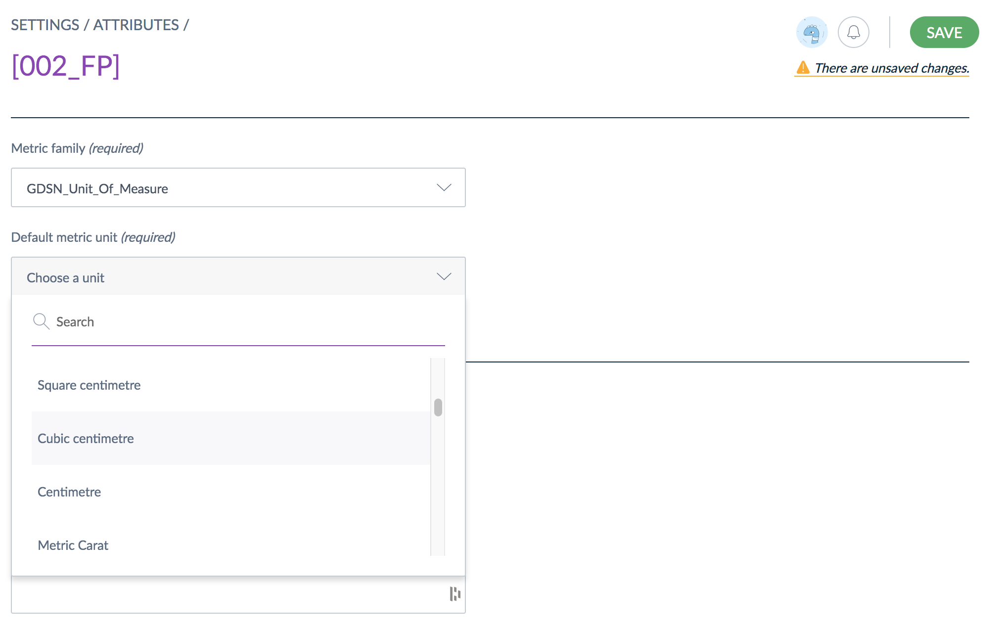 SETTINGS / ATTRIBUTES /
SAVE
[002_FP]
There are unsaved changes.
Metric family (required)
GDSN_Unit_Of_Measure
Default metric unit (required)
Choose a unit
Search
Square centimetre
Cubic centimetre
Centimetre
Metric Carat